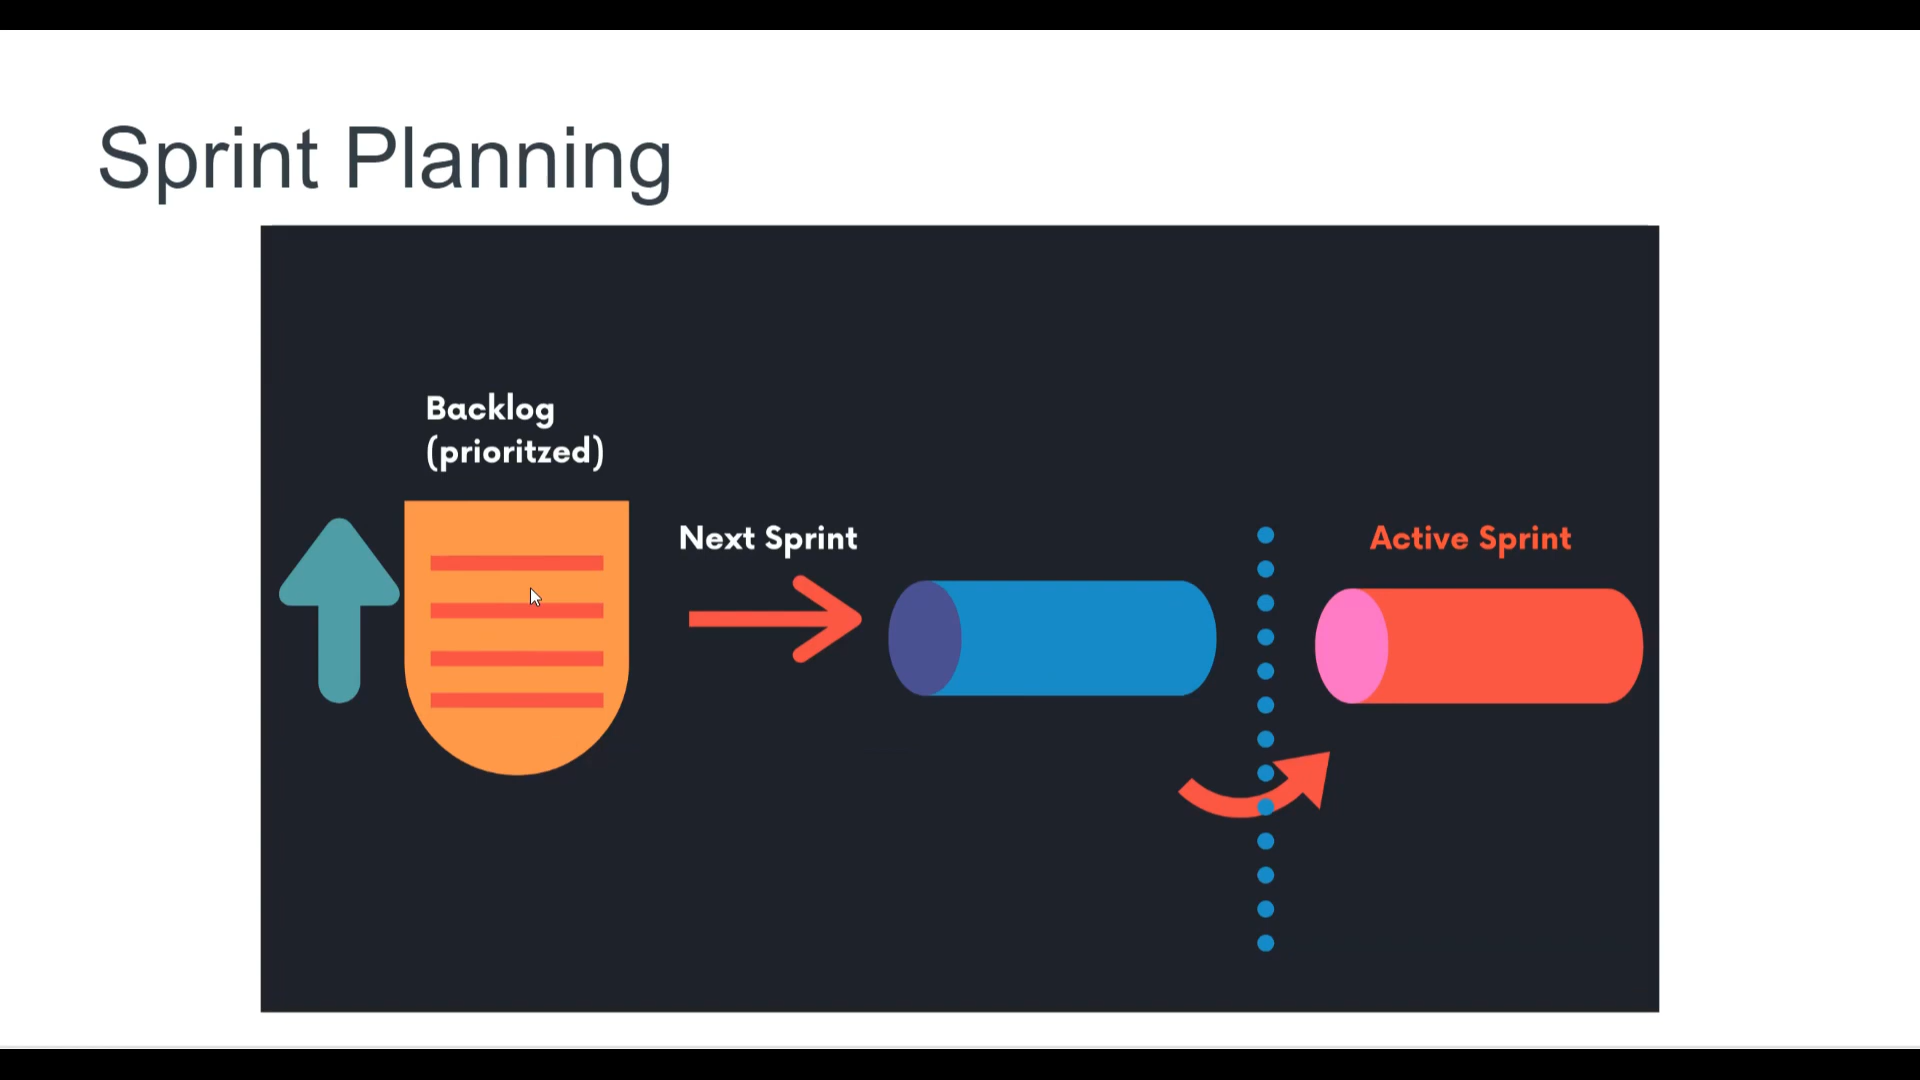 Sprint Planning
Backlog
(prioritzed)
Next Sprint
Active Sprint